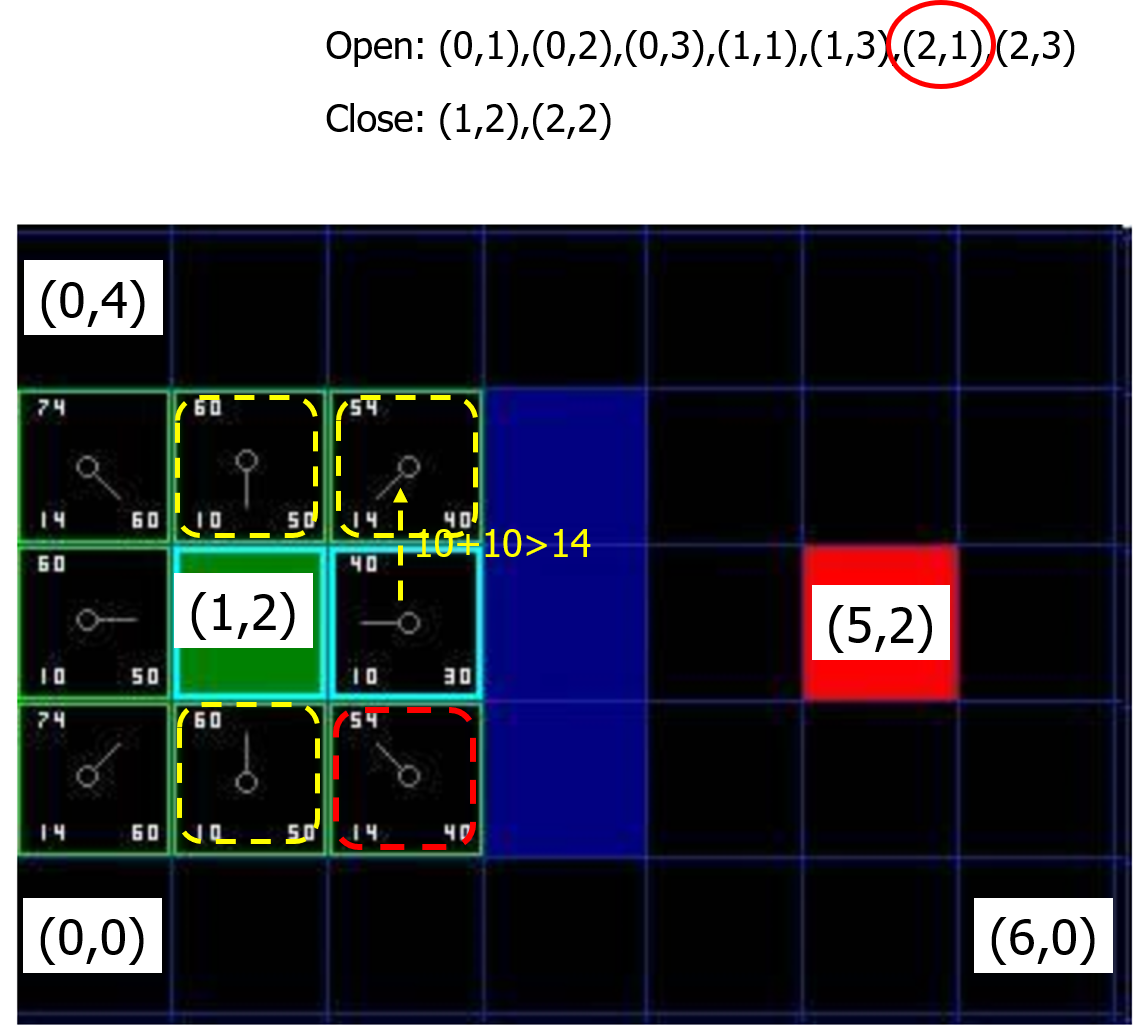 Open: (0,1),(0,2),(0,3),(1,1),(1,3),(2,1),(2,3)
Close: (1,2),(2,2)
(0,4)
74 60 54
14 60 10 50 14 40
10+10>14
60 40
(1,2) (5,2)
10 50 10 30
74 60 54
14 60 10 50 14 40
(0,0) (6,0)